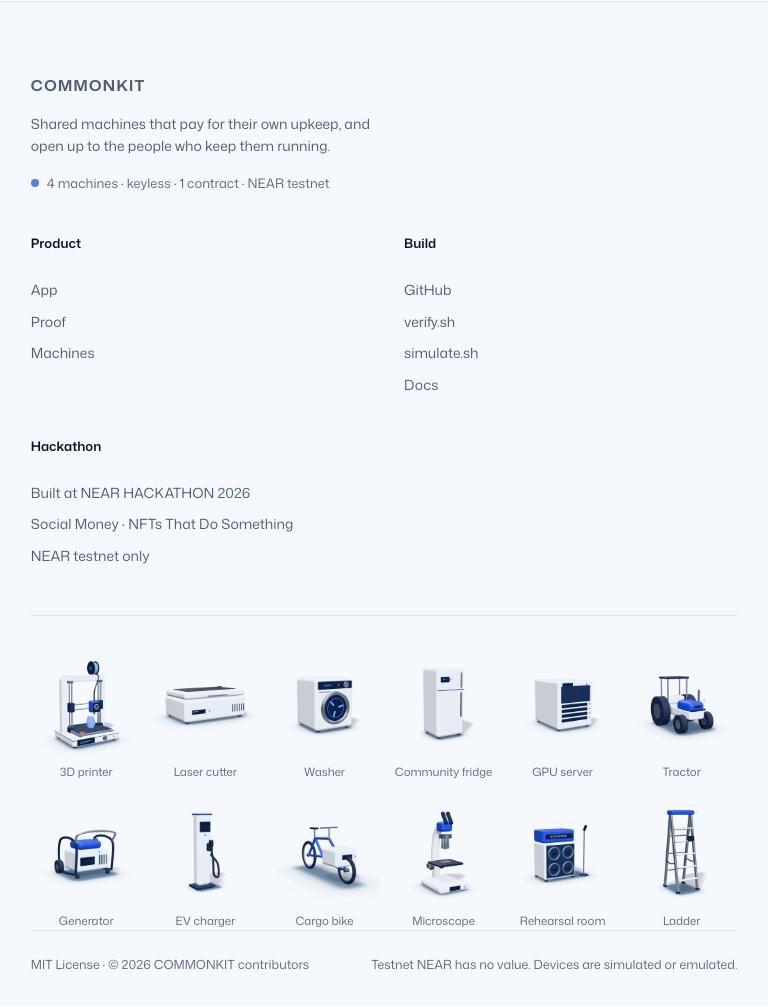 COMMONKIT
Shared machines that pay for their own upkeep, and
open up to the people who keep them running.
4 machines · keyless · 1 contract · NEAR testnet
Product
App
Proof
Machines
Build
GitHub
verify.sh
simulate.sh
Docs
Hackathon
Built at NEAR HACKATHON 2026
Social Money · NFTs That Do Something
NEAR testnet only
3D printer
Laser cutter
Washer
Community fridge
GPU server
Tractor
Generator
EV charger
Cargo bike
Microscope
Rehearsal room
Ladder
MIT License · © 2026 COMMONKIT contributors
Testnet NEAR has no value. Devices are simulated or emulated.